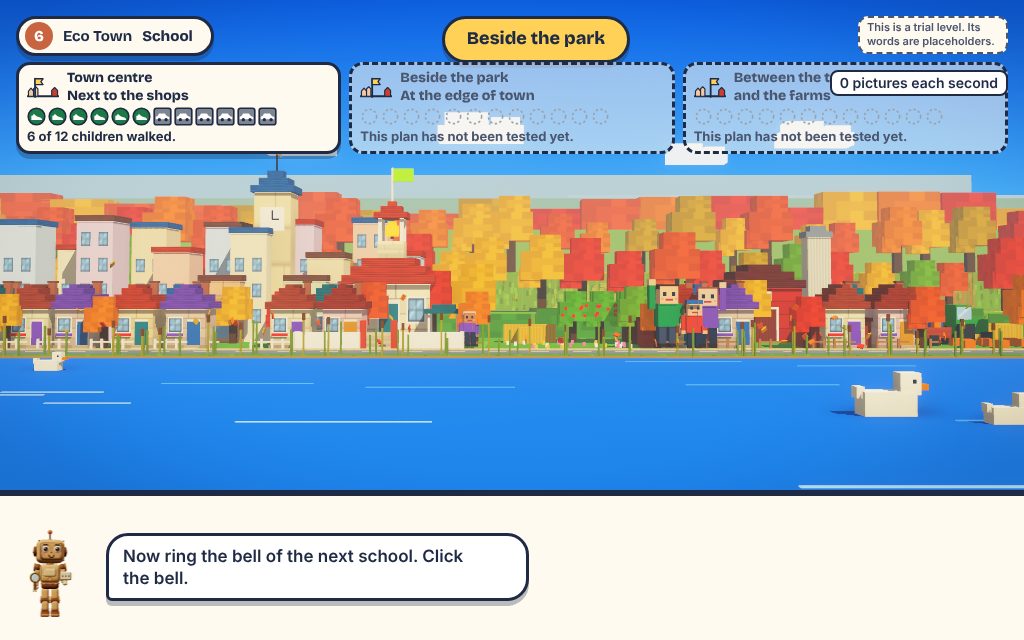 6 Eco Town School
Beside the park
This is a trial level. Its
words are placeholders.
Town centre
Next to the shops
6 of 12 children walked.
Beside the park
At the edge of town
This plan has not been tested yet.
Between the
and the farms
0 pictures each second
This plan has not been tested yet.
Now ring the bell of the next school. Click
the bell.